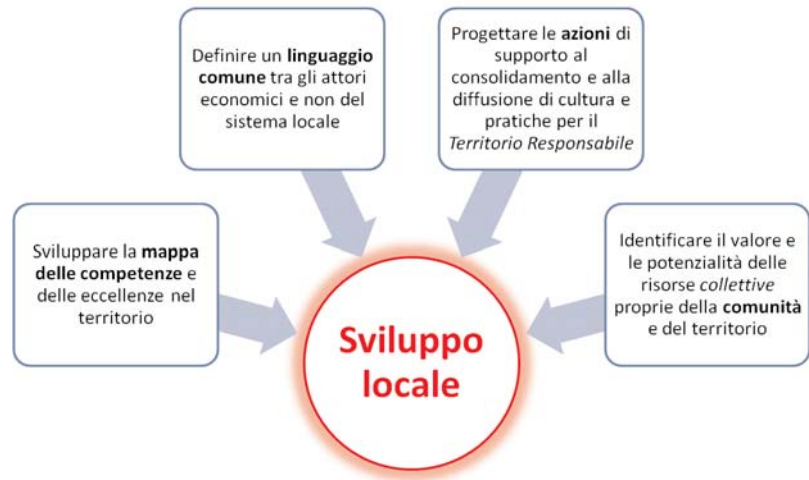 Definire un linguaggio
comune tra gli attori
economici e non del
sistema locale
Progettare le azioni di
supporto al
consolidamento e alla
diffusione di cultura e
pratiche per il
Territorio Responsabile
Sviluppare la mappa
delle competenze e
delle eccellenze nel
territorio
Identificare il valore e
le potenzialità delle
risorse collettive
proprie della comunità
e del territorio
Sviluppo
locale